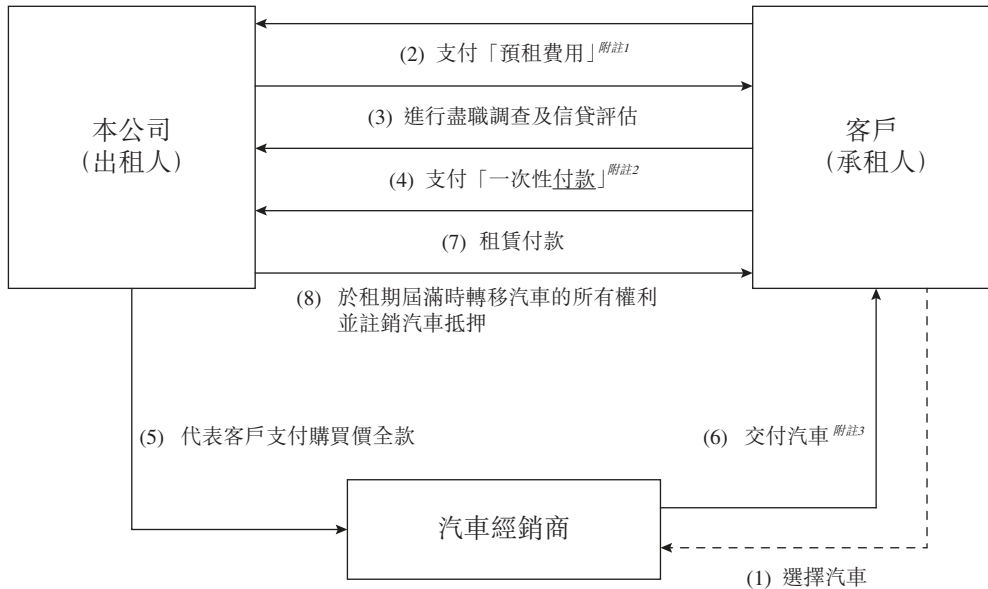 (2) 支付「預租費用」附註1
(3) 進行盡職調查及信貸評估
本公司
(出租人)
客戶
(承租人)
(4) 支付「一次性付款」附註2
(7) 租賃付款
(8) 於租期屆滿時轉移汽車的所有權利
並註銷汽車抵押
(5) 代表客戶支付購買價全款
(6) 交付汽車附註3
汽車經銷商
(1) 選擇汽車